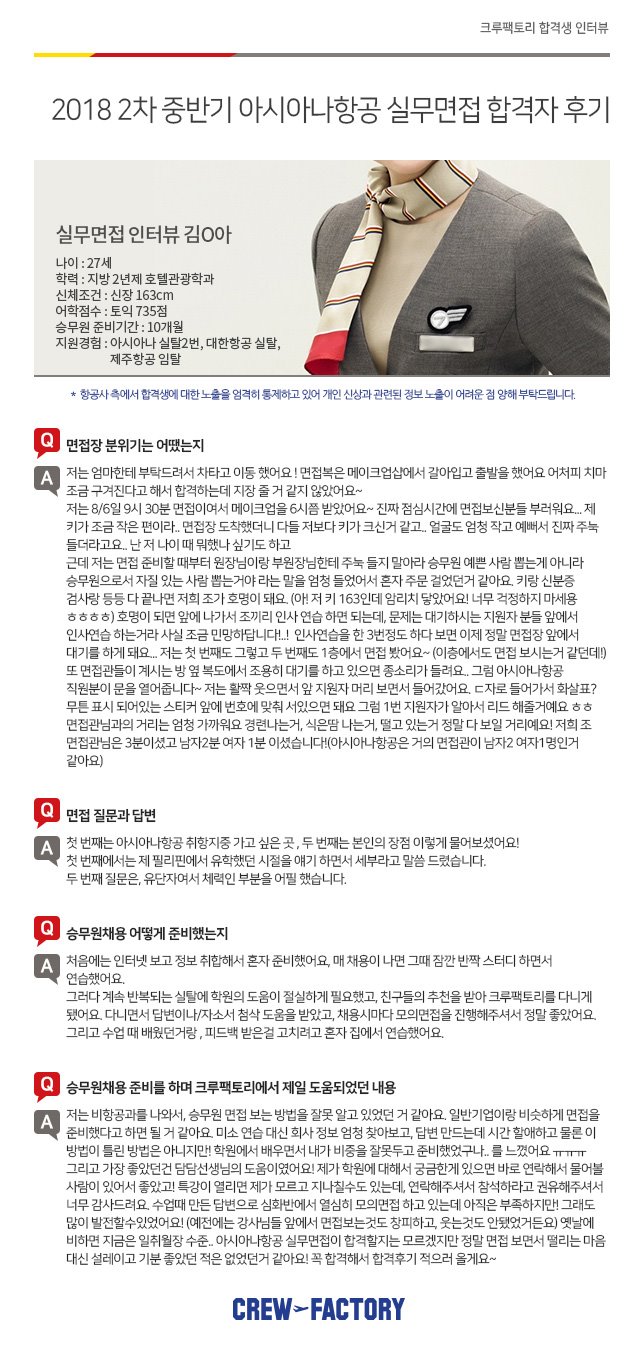 크루팩토리 합격생 인터뷰
2018 2차 중반기 아시아나항공 실무면접 합격자 후기
실무면접 인터뷰 김O아
나이 : 27세
학력 : 지방 2년제 호텔관광학과
신체조건 : 신장 163cm
어학점수 : 토익 735점
승무원 준비기간 : 10개월
지원경험 : 아시아나 실탈2번, 대한항공 실탈,
제주항공 임탈
* 항공사 측에서 합격생에 대한 노출을 엄격히 통제하고 있어 개인 신상과 관련된 정보 노출이 어려운 점 양해 부탁드립니다.
Q 면접장 분위기는 어땠는지
A 저는 엄마한테 부탁드려서 차타고 이동 했어요! 면접복은 메이크업샵에서 갈아입고 출발을 했어요 어처피 치마
조금 구겨진다고 해서 합격하는데 지장 줄 거 같지 않았어요~
저는 8/6일 9시 30분 면접이여서 메이크업을 6시쯤 받았어요~ 진짜 점심시간에 면접보신분들 부러워요... 제
키가 조금 작은 편이라.. 면접장 도착했더니 다들 저보다 키가 크신거 같고.. 얼굴도 엄청 작고 예뻐서 진짜 주눅
들더라고요.. 난 저 나이 때 뭐했나 싶기도 하고
근데 저는 면접 준비할 때부터 원장님이랑 부원장님한테 주눅 들지 말아라 승무원 예쁜 사람 뽑는게 아니라
승무원으로서 자질 있는 사람 뽑는거야 라는 말을 엄청 들었어서 혼자 주문 걸었던거 같아요. 키랑 신분증
검사랑 등등 다 끝나면 저희 조가 호명이 돼요. (아! 저 키 163인데 암리치 닿았어요! 너무 걱정하지 마세용
ㅎㅎㅎㅎ) 호명이 되면 앞에 나가서 조끼리 인사 연습 하면 되는데, 문제는 대기하시는 지원자 분들 앞에서
인사연습 하는거라 사실 조금 민망하답니다!..! 인사연습을 한 3번정도 하다 보면 이제 정말 면접장 앞에서
대기를 하게 돼요... 저는 첫 번째도 그렇고 두 번째도 1층에서 면접 봤어요~ (이층에서도 면접 보시는거 같던데!)
또 면접관들이 계시는 방 옆 복도에서 조용히 대기를 하고 있으면 종소리가 들려요.. 그럼 아시아나항공
직원분이 문을 열어줍니다~ 저는 활짝 웃으면서 앞 지원자 머리 보면서 들어갔어요. ㄷ자로 들어가서 화살표?
무튼 표시 되어있는 스티커 앞에 번호에 맞춰 서있으면 돼요 그럼 1번 지원자가 알아서 리드 해줄거예요 ㅎㅎ
면접관님과의 거리는 엄청 가까워요 경련나는거, 식은땀 나는거, 떨고 있는거 정말 다 보일 거리예요! 저희 조
면접관님은 3분이셨고 남자2분 여자 1분 이셨습니다!(아시아나항공은 거의 면접관이 남자2 여자1명인거
같아요)
Q 면접 질문과 답변
A 첫 번째는 아시아나항공 취항지중 가고 싶은 곳 , 두 번째는 본인의 장점 이렇게 물어보셨어요!
첫 번째에서는 제 필리핀에서 유학했던 시절을 얘기 하면서 세부라고 말씀 드렸습니다.
두 번째 질문은, 유단자여서 체력인 부분을 어필 했습니다.
Q 승무원채용 어떻게 준비했는지
A 처음에는 인터넷 보고 정보 취합해서 혼자 준비했어요, 매 채용이 나면 그때 잠깐 반짝 스터디 하면서
연습했어요.
그러다 계속 반복되는 실탈에 학원의 도움이 절실하게 필요했고, 친구들의 추천을 받아 크루팩토리를 다니게
됐어요. 다니면서 답변이나/자소서 첨삭 도움을 받았고, 채용시마다 모의면접을 진행해주셔서 정말 좋았어요.
그리고 수업 때 배웠던거랑 , 피드백 받은걸 고치려고 혼자 집에서 연습했어요.
Q 승무원채용 준비를 하며 크루팩토리에서 제일 도움되었던 내용
A 저는 비항공과를 나와서, 승무원 면접 보는 방법을 잘못 알고 있었던 거 같아요. 일반기업이랑 비슷하게 면접을
준비했다고 하면 될 거 같아요. 미소 연습 대신 회사 정보 엄청 찾아보고, 답변 만드는데 시간 할애하고 물론 이
방법이 틀린 방법은 아니지만! 학원에서 배우면서 내가 비중을 잘못두고 준비했었구나.. 를 느꼈어요 ㅠㅠㅠ
그리고 가장 좋았던건 담당선생님의 도움이였어요! 제가 학원에 대해서 궁금한게 있으면 바로 연락해서 물어볼
사람이 있어서 좋았고! 특강이 열리면 제가 모르고 지나칠수도 있는데, 연락해주셔서 참석하라고 권유해주셔서
너무 감사드려요. 수업때 만든 답변으로 심화반에서 열심히 모의면접 하고 있는데 아직은 부족하지만! 그래도
많이 발전할수있었어요! (예전에는 강사님들 앞에서 면접보는것도 창피하고, 웃는것도 안됐었거든요) 옛날에
비하면 지금은 일취월장 수준.. 아시아나항공 실무면접이 합격할지는 모르겠지만 정말 면접 보면서 떨리는 마음
대신 설레이고 기분 좋았던 적은 없었던거 같아요! 꼭 합격해서 합격후기 적으러 올게요~
CREW FACTORY